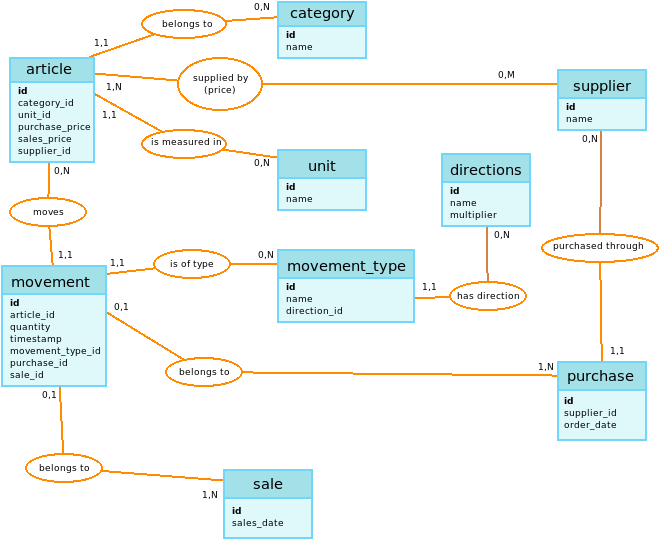 category
id
name
0,N
belongs to
1,1
article
id
category_id
unit_id
purchase_price
sales_price
supplier_id
1,N
1,1
supplied by
(price)
0,M
supplier
id
name
0,N
is measured in
0,N
unit
id
name
directions
id
name
multiplier
0,N
0,N
moves
1,1
purchased through
1,1
movement
id
article_id
quantity
timestamp
movement_type_id
purchase_id
sale_id
1,1
is of type
0,N
movement_type
id
name
direction_id
1,1
has direction
0,1
belongs to
1,N
purchase
id
supplier_id
order_date
0,1
belongs to
1,N
sale
id
sales_date